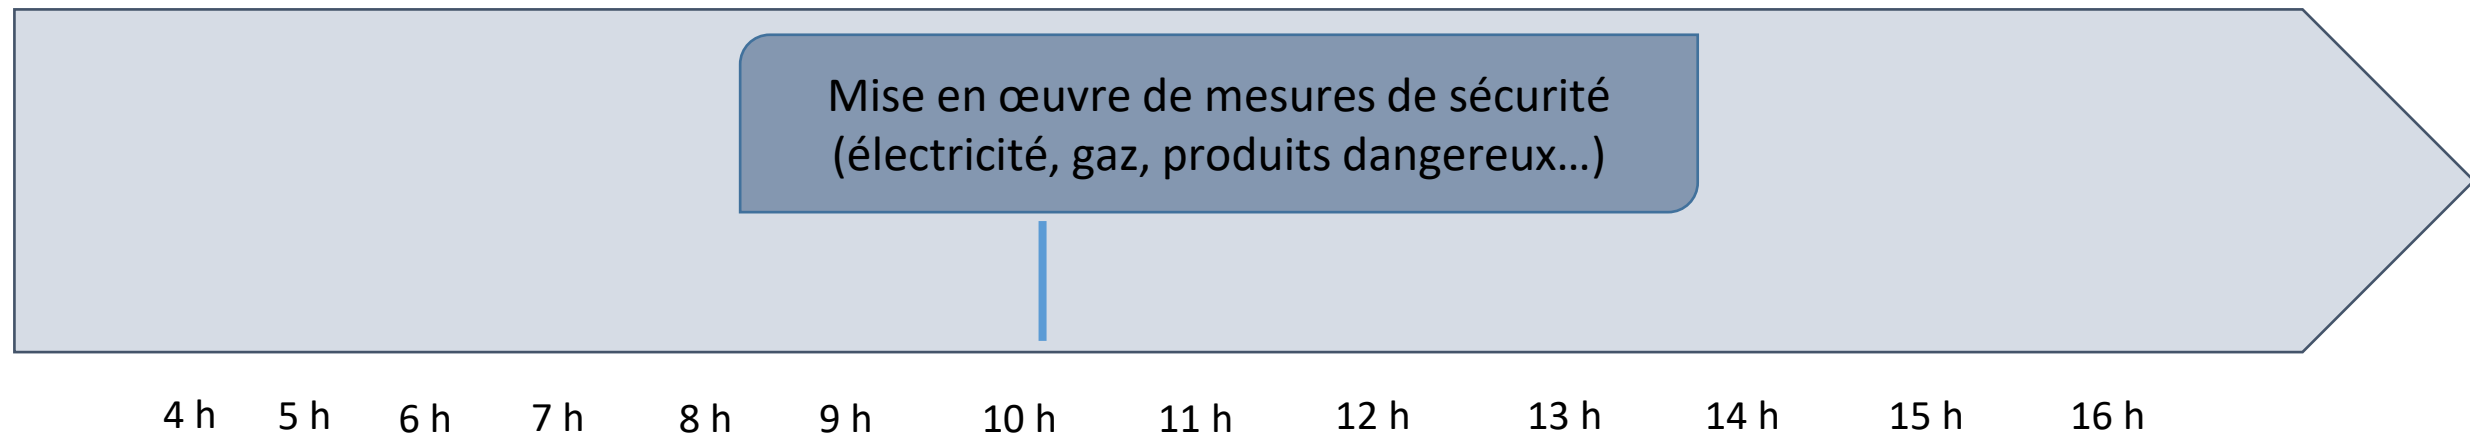 Mise en œuvre de mesures de sécurité
(électricité, gaz, produits dangereux…)
4 h 5 h 6 h 7 h 8 h 9 h 10 h 11 h 12 h 13 h 14 h 15 h 16 h